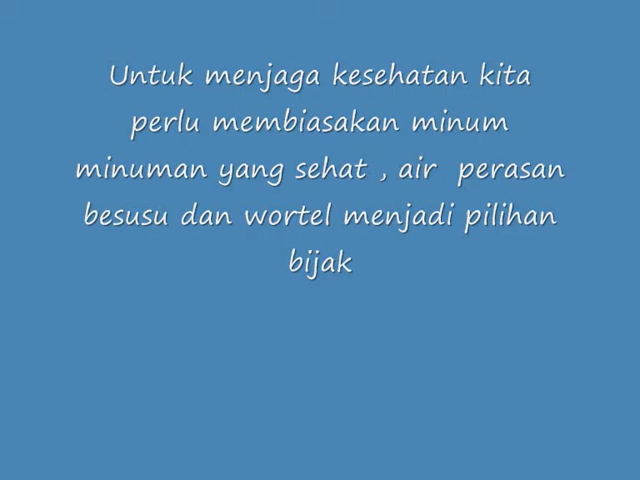 Untuk menjaga kesehatan kita
perlu membiasakan minum
minuman yang sehat , air  perasan
besusu dan wortel menjadi pilihan
bijak